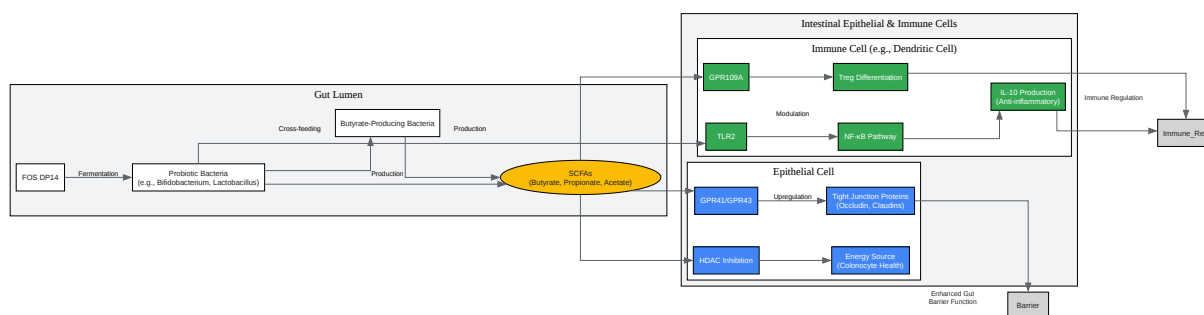 Intestinal Epithelial & Immune Cells
Immune Cell (e.g., Dendritic Cell)
GPR109A
Treg Differentiation
IL-10 Production
(Anti-inflammatory)
Immune Regulation
Immune_Re
Modulation
TLR2
NF-κB Pathway
Gut Lumen
Cross-feeding
Butyrate-Producing Bacteria
Production
FOS DP14
Fermentation
Probiotic Bacteria
(e.g., Bifidobacterium, Lactobacillus)
Production
SCFAs
(Butyrate, Propionate, Acetate)
Epithelial Cell
GPR41/GPR43
Upregulation
Tight Junction Proteins
(Occludin, Claudins)
HDAC Inhibition
Energy Source
(Colonocyte Health)
Enhanced Gut
Barrier Function
Barrier